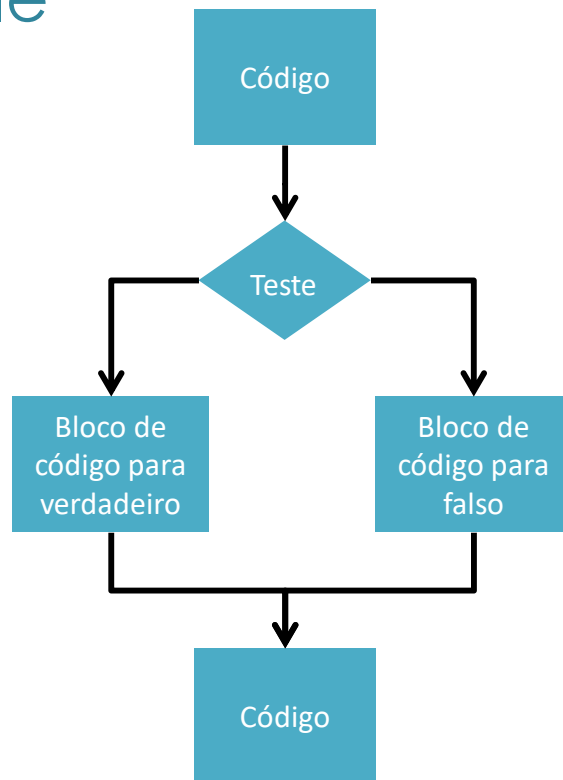 Código
Teste
Bloco de
código para
verdadeiro
Bloco de
código para
falso
Código